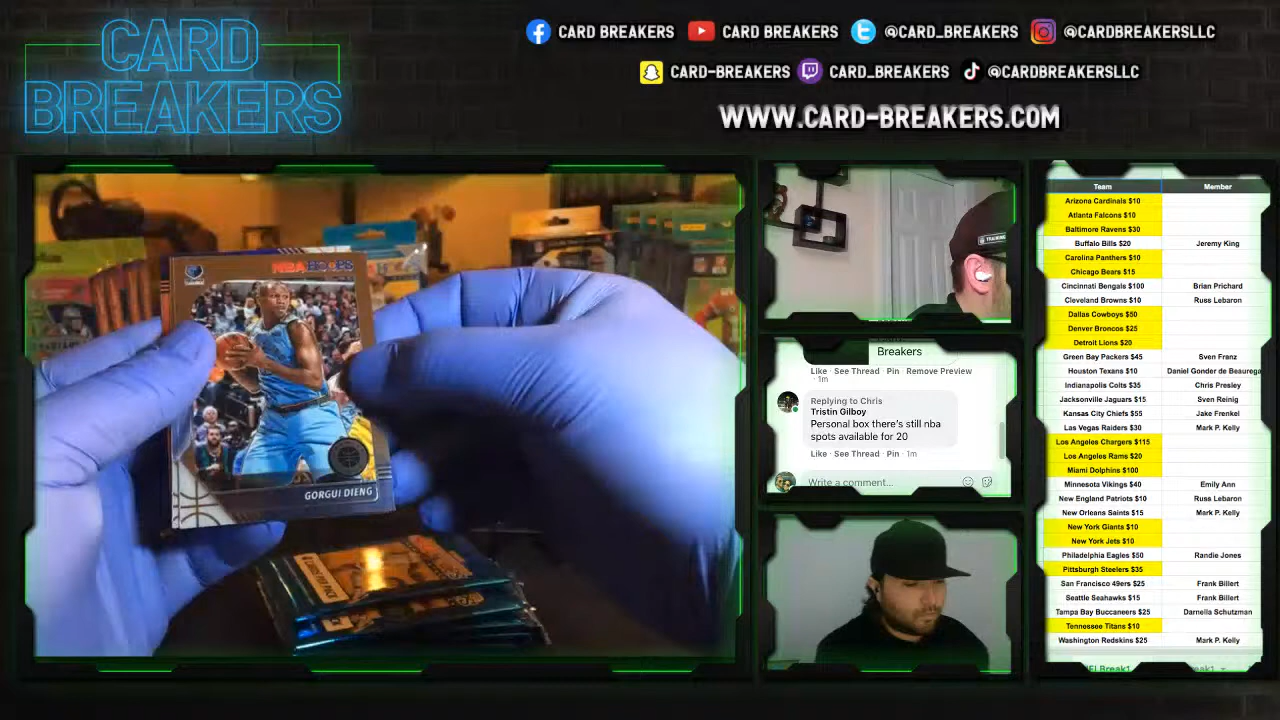 CARD
BREAKERS
CARD BREAKERS
CARD BREAKERS
@CARD_BREAKERS
@CARDBREAKERSLLC
CARD-BREAKERS
CARD_BREAKERS
@CARDBREAKERSLLC
WWW.CARD-BREAKERS.COM
NBA HOOPS
GORGUI DIENG
Breakers
Like · See Thread · Pin · Remove Preview
· 1m
Replying to Chris
Tristin Gilboy
Personal box there's still nba
spots available for 20
Like · See Thread · Pin · 1m
Write a comment...
Team Member
Arizona Cardinals $10
Atlanta Falcons $10
Baltimore Ravens $30
Buffalo Bills $20 Jeremy King
Carolina Panthers $10
Chicago Bears $15
Cincinnati Bengals $100 Brian Prichard
Cleveland Browns $10 Russ Lebaron
Dallas Cowboys $50
Denver Broncos $25
Detroit Lions $20
Green Bay Packers $45 Sven Franz
Houston Texans $10 Daniel Gonder de Beaurega
Indianapolis Colts $35 Chris Presley
Jacksonville Jaguars $15 Sven Reinig
Kansas City Chiefs $55 Jake Frenkel
Las Vegas Raiders $30 Mark P. Kelly
Los Angeles Chargers $115
Los Angeles Rams $20
Miami Dolphins $100
Minnesota Vikings $40 Emily Ann
New England Patriots $10 Russ Lebaron
New Orleans Saints $15 Mark P. Kelly
New York Giants $10
New York Jets $10
Philadelphia Eagles $50 Randie Jones
Pittsburgh Steelers $35
San Francisco 49ers $25 Frank Billert
Seattle Seahawks $15 Frank Billert
Tampa Bay Buccaneers $25 Darnella Schutzman
Tennessee Titans $10
Washington Redskins $25 Mark P. Kelly